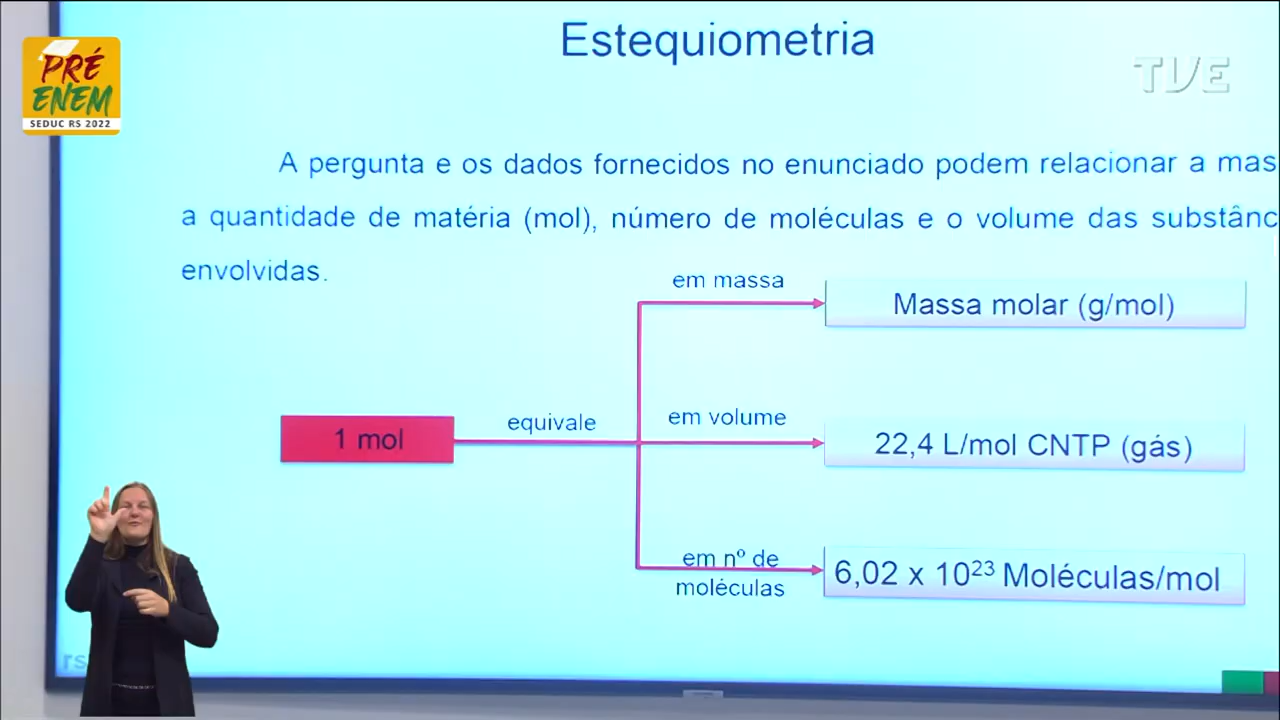 Estequiometria
TVE
PRÉ
ENEM
SEDUC RS 2022
A pergunta e os dados fornecidos no enunciado podem relacionar a mas
a quantidade de matéria (mol), número de moléculas e o volume das substânc
envolvidas.
em massa
Massa molar (g/mol)
1 mol
equivale
em volume
22,4 L/mol CNTP (gás)
em nº de
moléculas
6,02 x 10²³ Moléculas/mol
rs